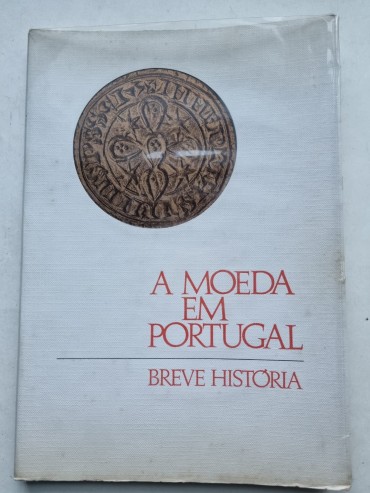 A MOEDA
EM
PORTUGAL
BREVE HISTÓRIA